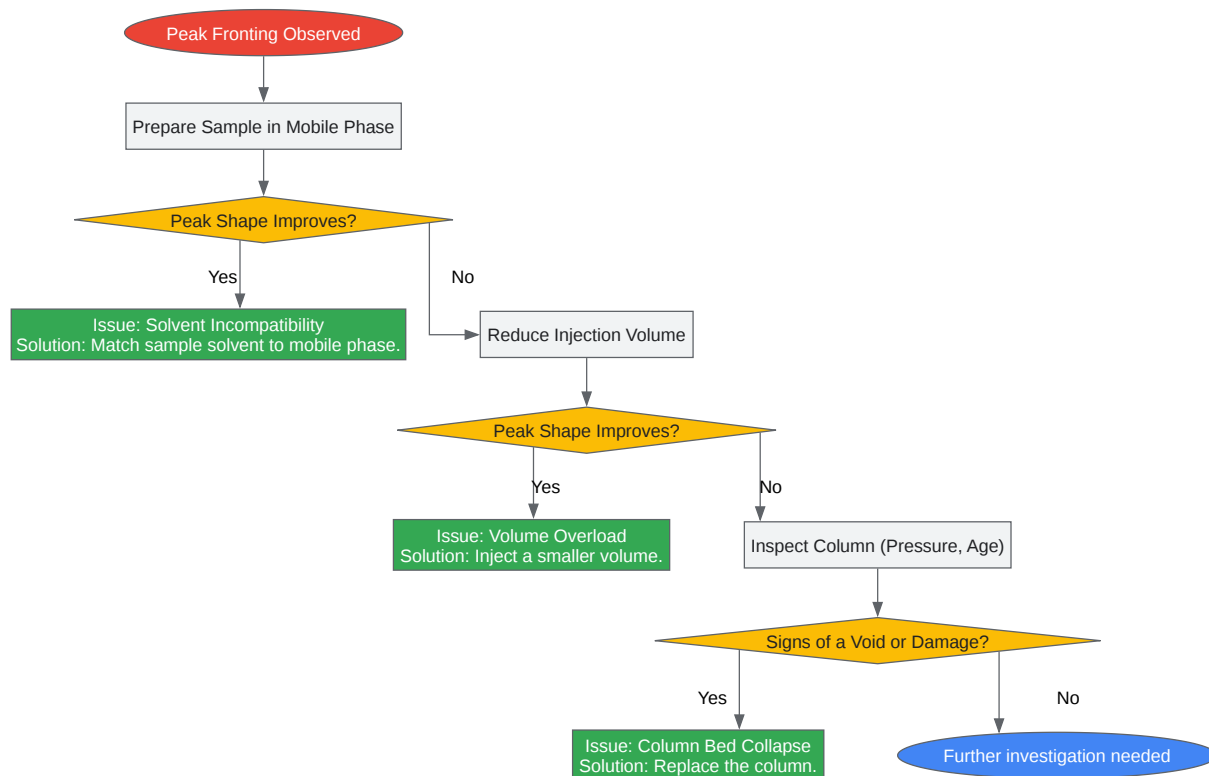 Peak Fronting Observed
Prepare Sample in Mobile Phase
Peak Shape Improves?
Yes
No
Issue: Solvent Incompatibility
Solution: Match sample solvent to mobile phase.
Reduce Injection Volume
Peak Shape Improves?
Yes
No
Issue: Volume Overload
Solution: Inject a smaller volume.
Inspect Column (Pressure, Age)
Signs of a Void or Damage?
Yes
No
Issue: Column Bed Collapse
Solution: Replace the column.
Further investigation needed